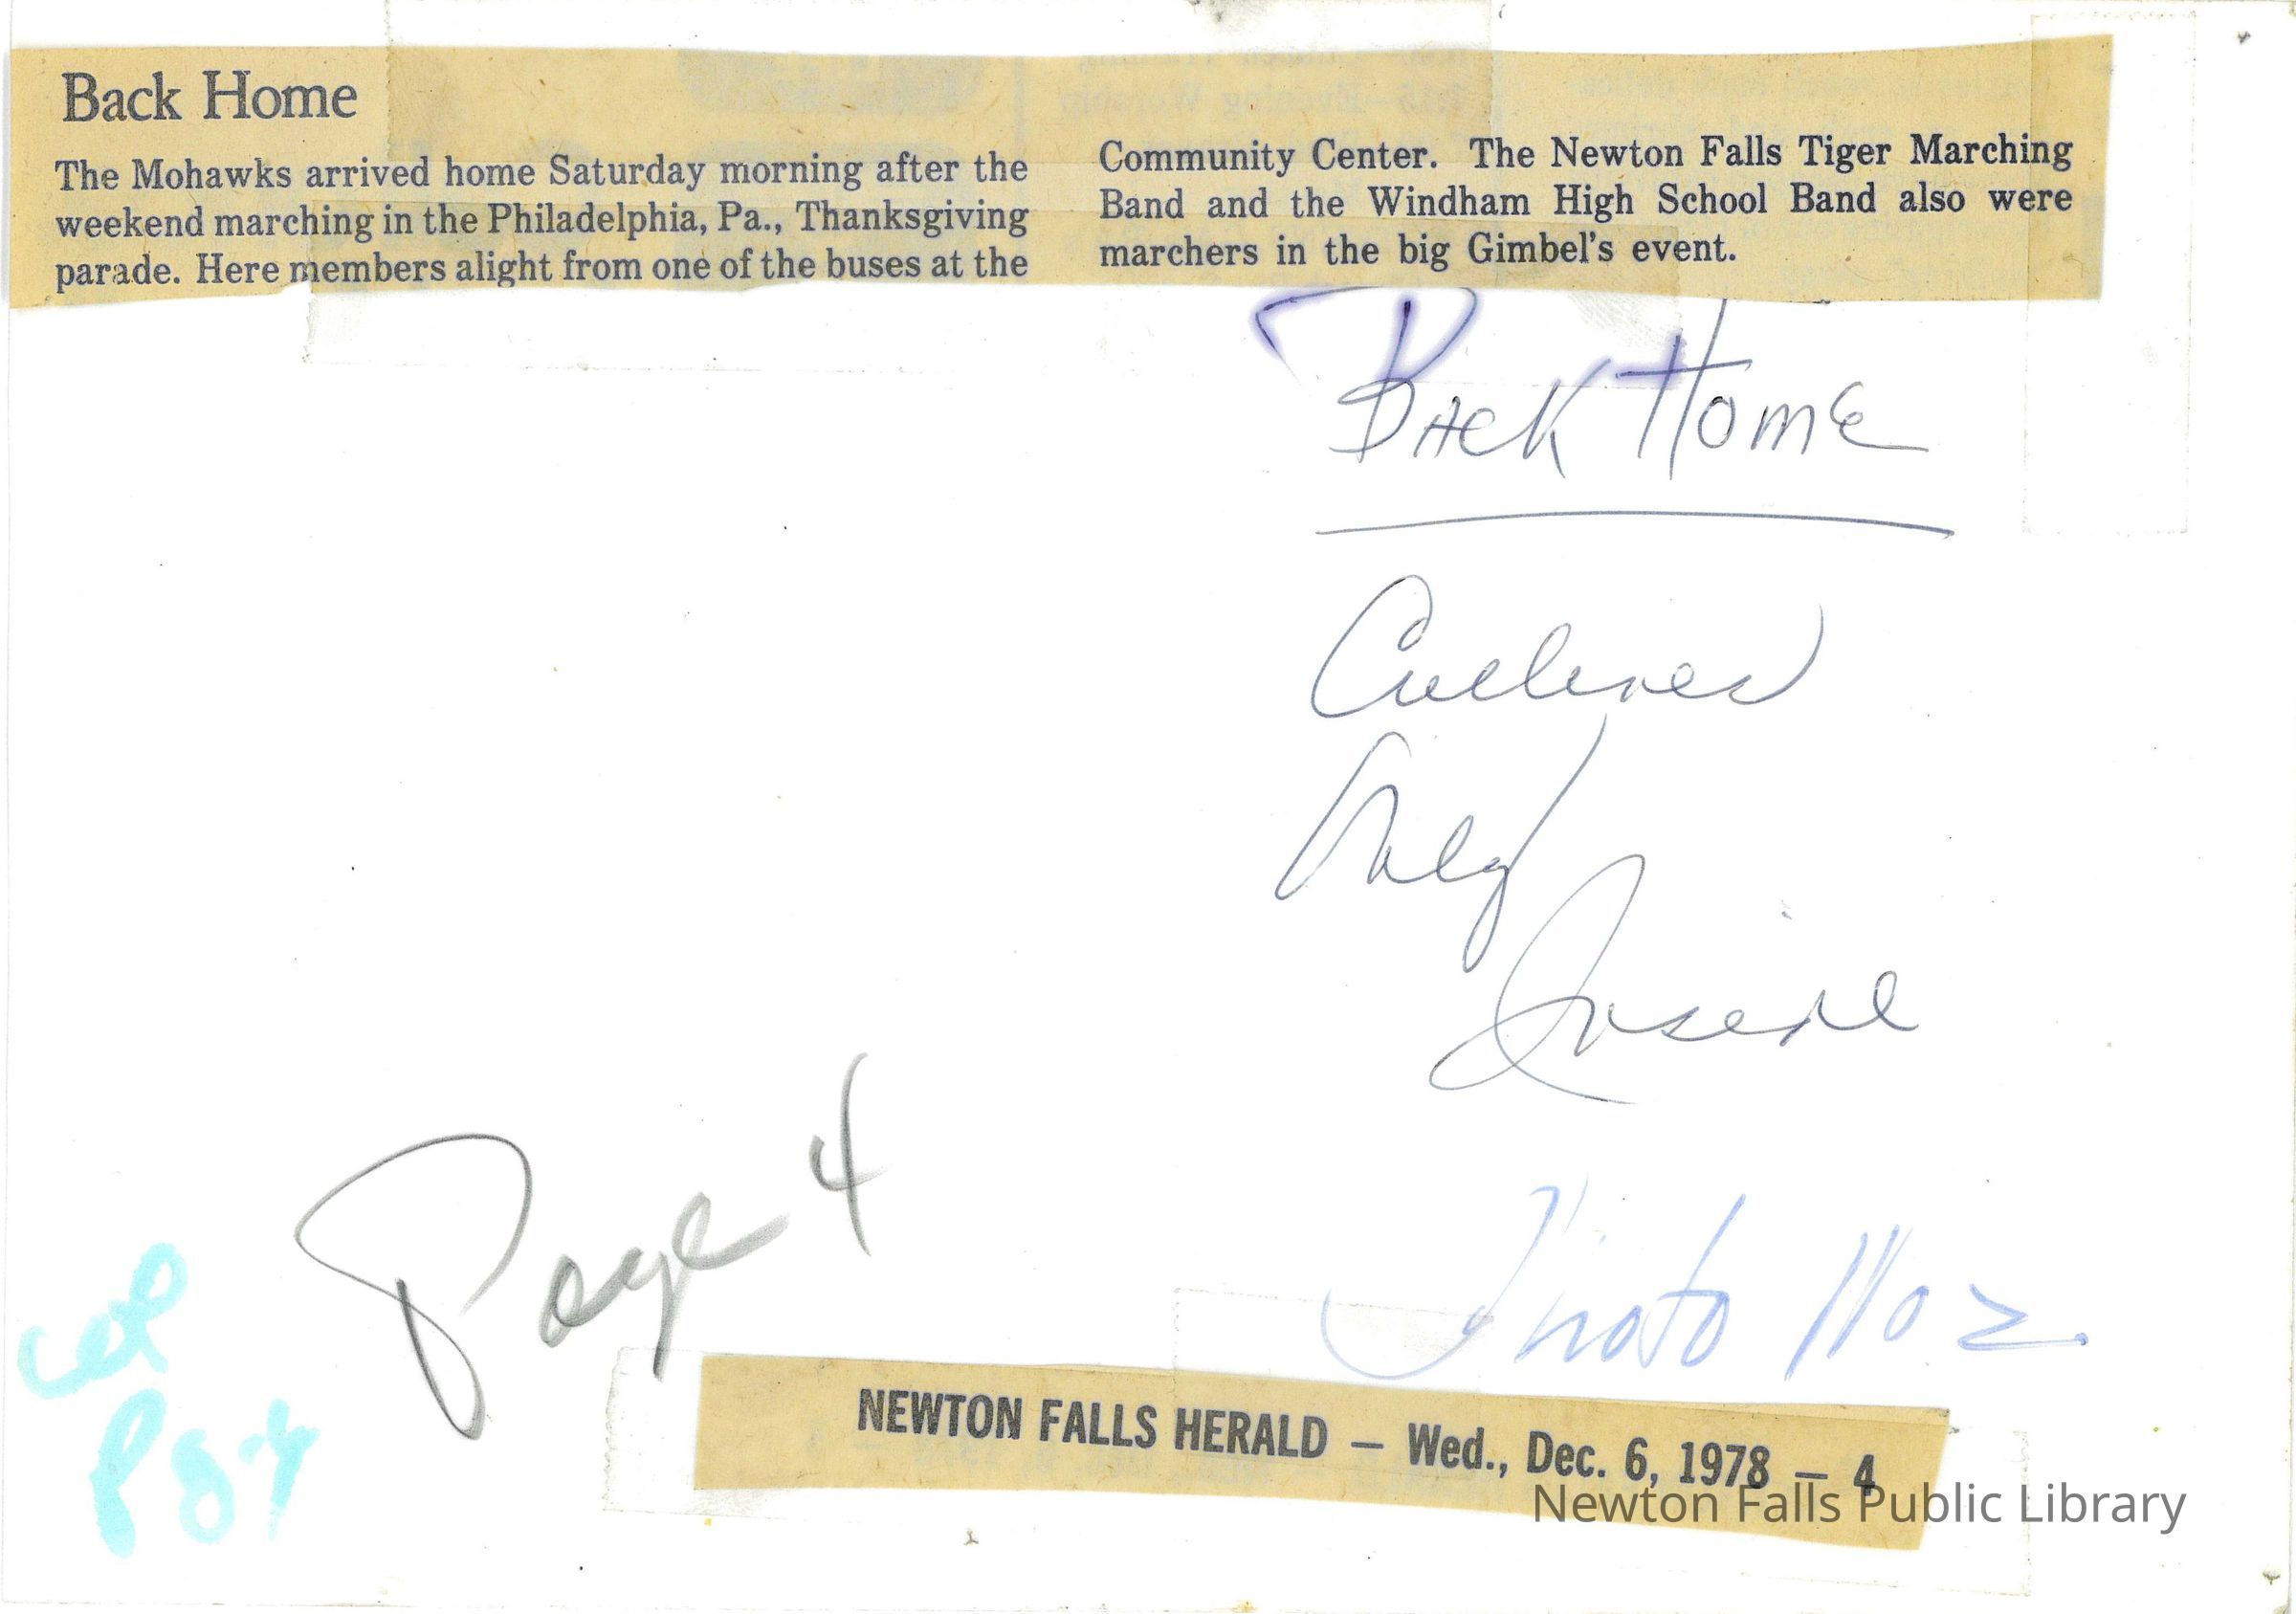 Back Home
The Mohawks arrived home Saturday morning after the
weekend marching in the Philadelphia, Pa., Thanksgiving
parade. Here members alight from one of the buses at the
Community Center. The Newton Falls Tiger Marching
Band and the Windham High School Band also were
marchers in the big Gimbel's event.
Back Home
Only
Inside
Page 4
Photo
NEWTON FALLS HERALD — Wed., Dec. 6, 1978 — 4
Newton Falls Public Library